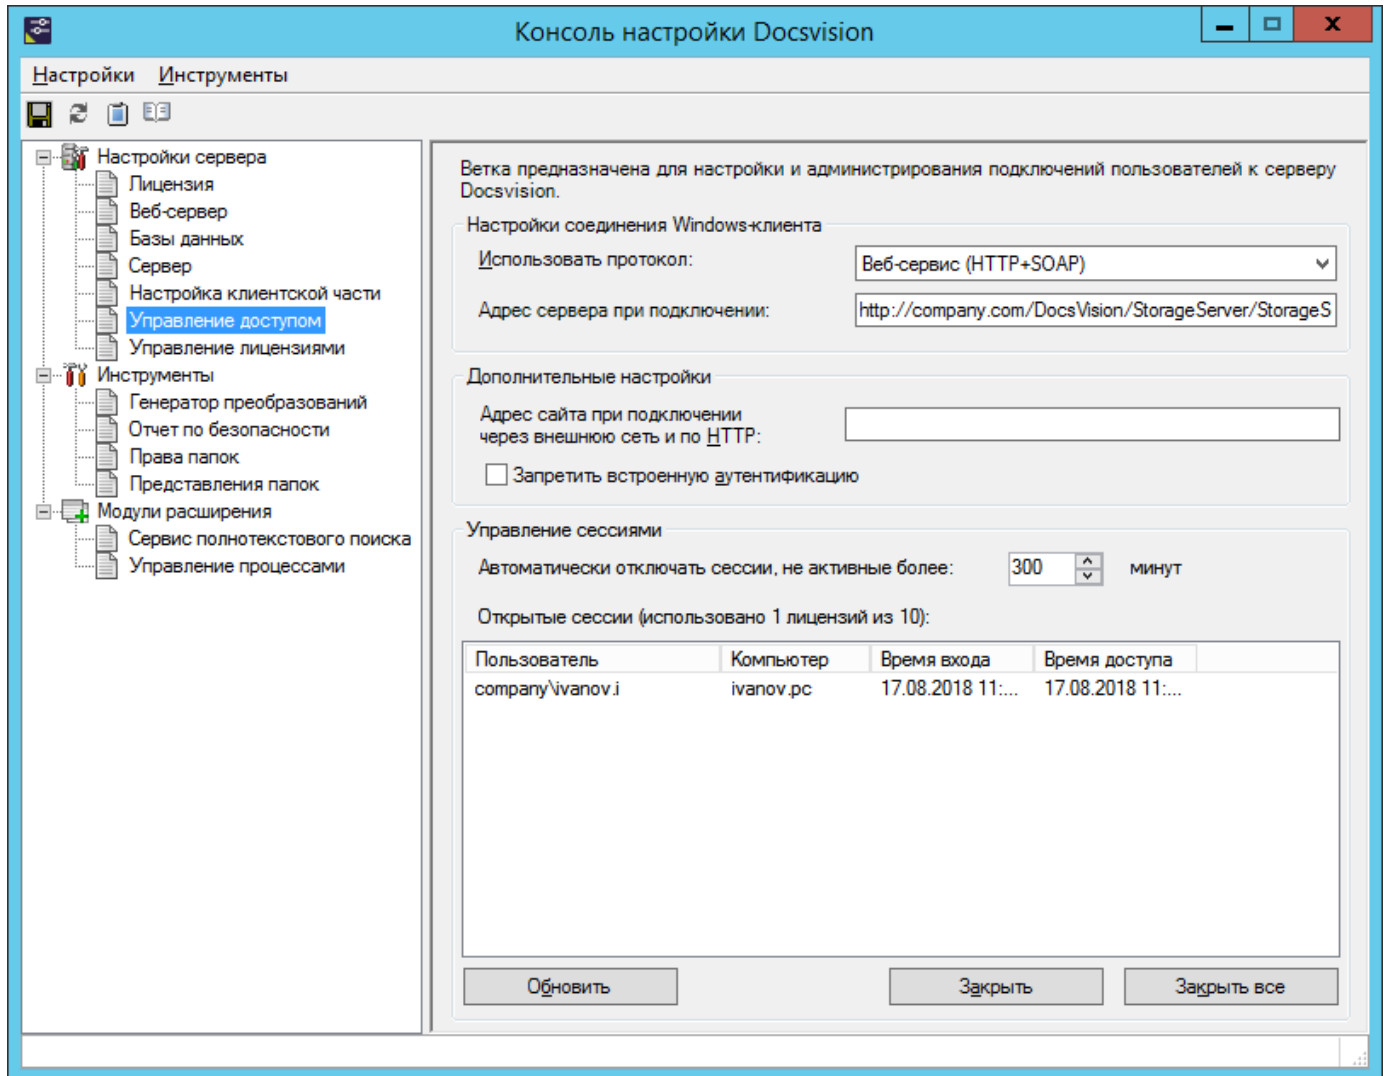 Консоль настройки Docsvision
Настройки Инструменты
Настройки сервера
Лицензия
Веб-сервер
Базы данных
Сервер
Настройка клиентской части
Управление доступом
Управление лицензиями
Инструменты
Генератор преобразований
Отчет по безопасности
Права папок
Представления папок
Модули расширения
Сервис полнотекстового поиска
Управление процессами
Ветка предназначена для настройки и администрирования подключений пользователей к серверу
Docsvision.
Настройки соединения Windows-клиента
Использовать протокол: Веб-сервис (HTTP+SOAP)
Адрес сервера при подключении: http://company.com/DocsVision/StorageServer/StorageS
Дополнительные настройки
Адрес сайта при подключении
через внешнюю сеть и по HTTP:
Запретить встроенную аутентификацию
Управление сессиями
Автоматически отключать сессии, не активные более: 300 минут
Открытые сессии (использовано 1 лицензий из 10):
Пользователь Компьютер Время входа Время доступа
company\ivanov.i ivanov.pc 17.08.2018 11:... 17.08.2018 11:...
Обновить Закрыть Закрыть все